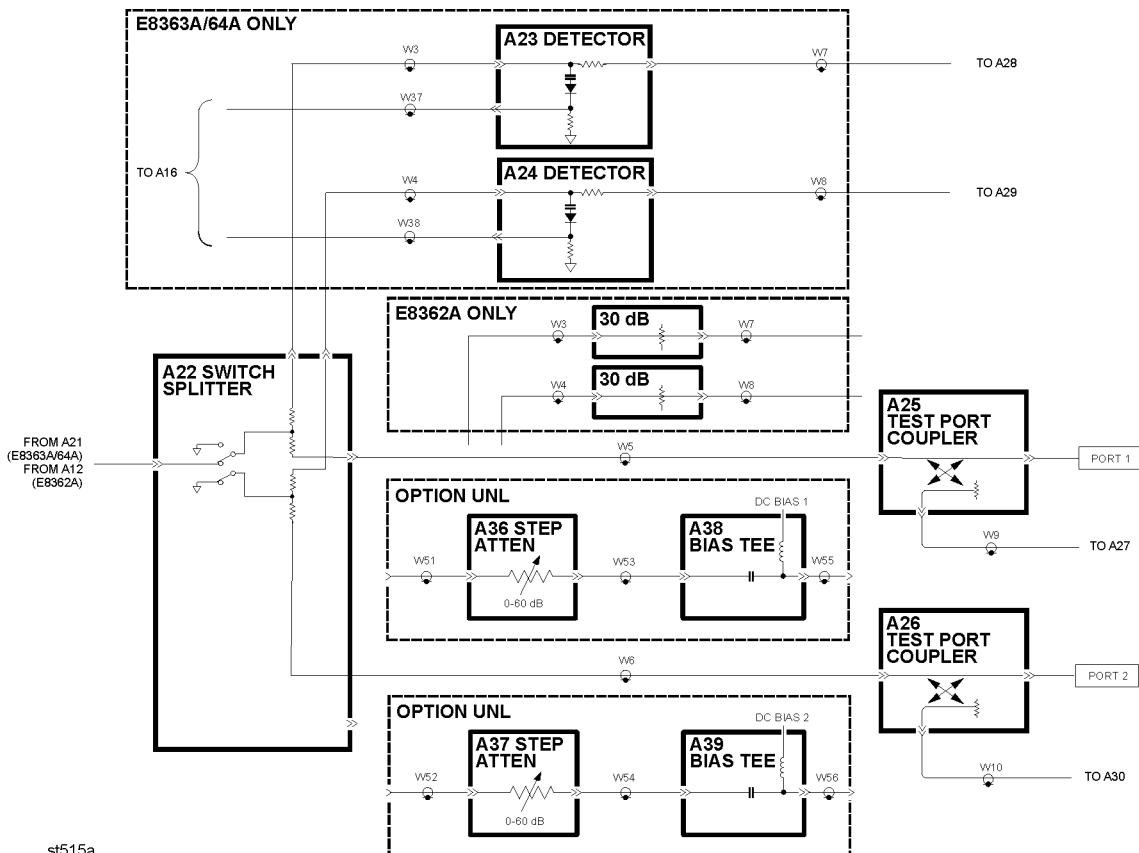 E8363A/64A ONLY
A23 DETECTOR
W3
W7
TO A28
W37
TO A16
A24 DETECTOR
W4
W8
TO A29
W38
E8362A ONLY
30 dB
W3
W7
30 dB
W4
W8
A22 SWITCH
SPLITTER
FROM A21
(E8363A/64A)
FROM A12
(E8362A)
W5
A25
TEST PORT
COUPLER
PORT 1
W9
TO A27
OPTION UNL
DC BIAS 1
A36 STEP
ATTEN
A38
BIAS TEE
W51
W53
W55
0-60 dB
W6
A26
TEST PORT
COUPLER
PORT 2
W10
TO A30
OPTION UNL
DC BIAS 2
A37 STEP
ATTEN
A39
BIAS TEE
W52
W54
W56
0-60 dB
st515a